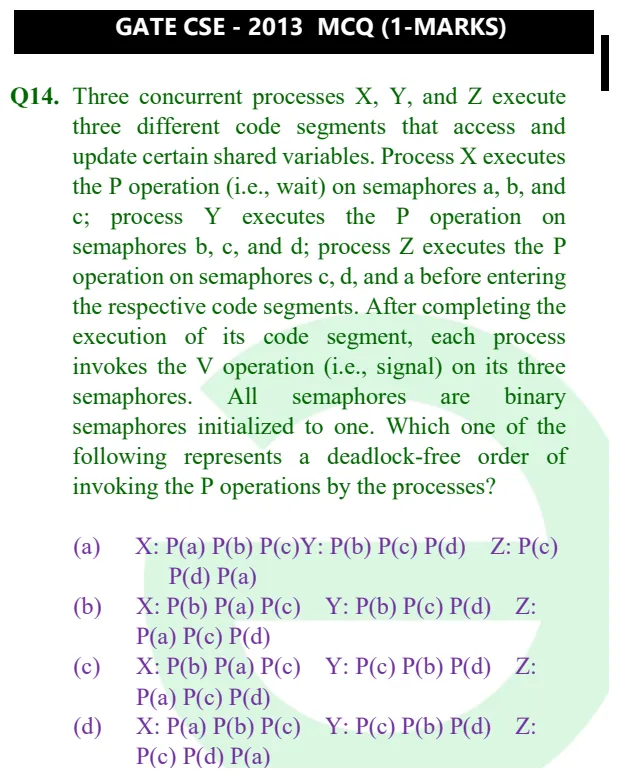 GATE CSE - 2013 MCQ (1-MARKS)
Q14. Three concurrent processes X, Y, and Z execute
three different code segments that access and
update certain shared variables. Process X executes
the P operation (i.e., wait) on semaphores a, b, and
c; process Y executes the P operation on
semaphores b, c, and d; process Z executes the P
operation on semaphores c, d, and a before entering
the respective code segments. After completing the
execution of its code segment, each process
invokes the V operation (i.e., signal) on its three
semaphores. All semaphores are binary
semaphores initialized to one. Which one of the
following represents a deadlock-free order of
invoking the P operations by the processes?
(a) X: P(a) P(b) P(c)Y: P(b) P(c) P(d) Z: P(c)
P(d) P(a)
(b) X: P(b) P(a) P(c) Y: P(b) P(c) P(d) Z:
P(a) P(c) P(d)
(c) X: P(b) P(a) P(c) Y: P(c) P(b) P(d) Z:
P(a) P(c) P(d)
(d) X: P(a) P(b) P(c) Y: P(c) P(b) P(d) Z:
P(c) P(d) P(a)